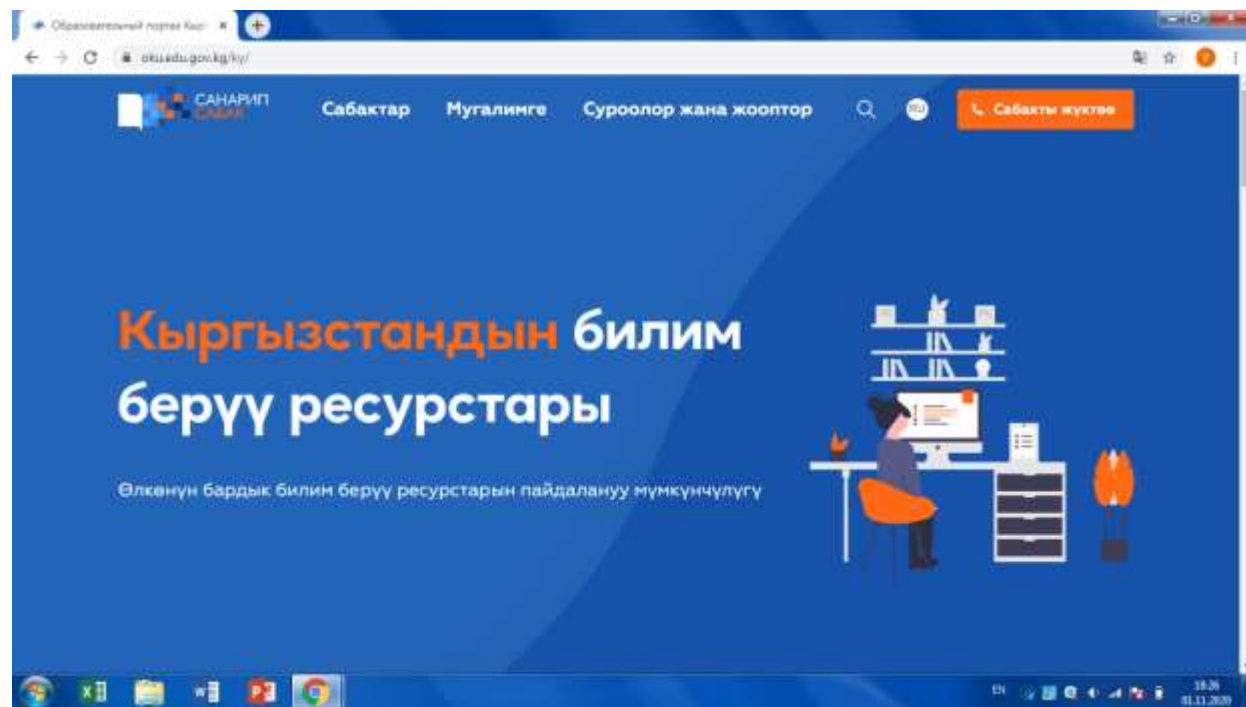 Образовательный портал Кыр
oku.edu.gov.kg/ky/
САНАРИП
САБАК
Сабактар
Мугалимге
Суроолор жана жооптор
RU
Сабакты жүктөө
Кыргызстандын билим
берүү ресурстары
Өлкөнүн бардык билим берүү ресурстарын пайдалануу мүмкүнчүлүгү
EN
18:26
01.11.2020